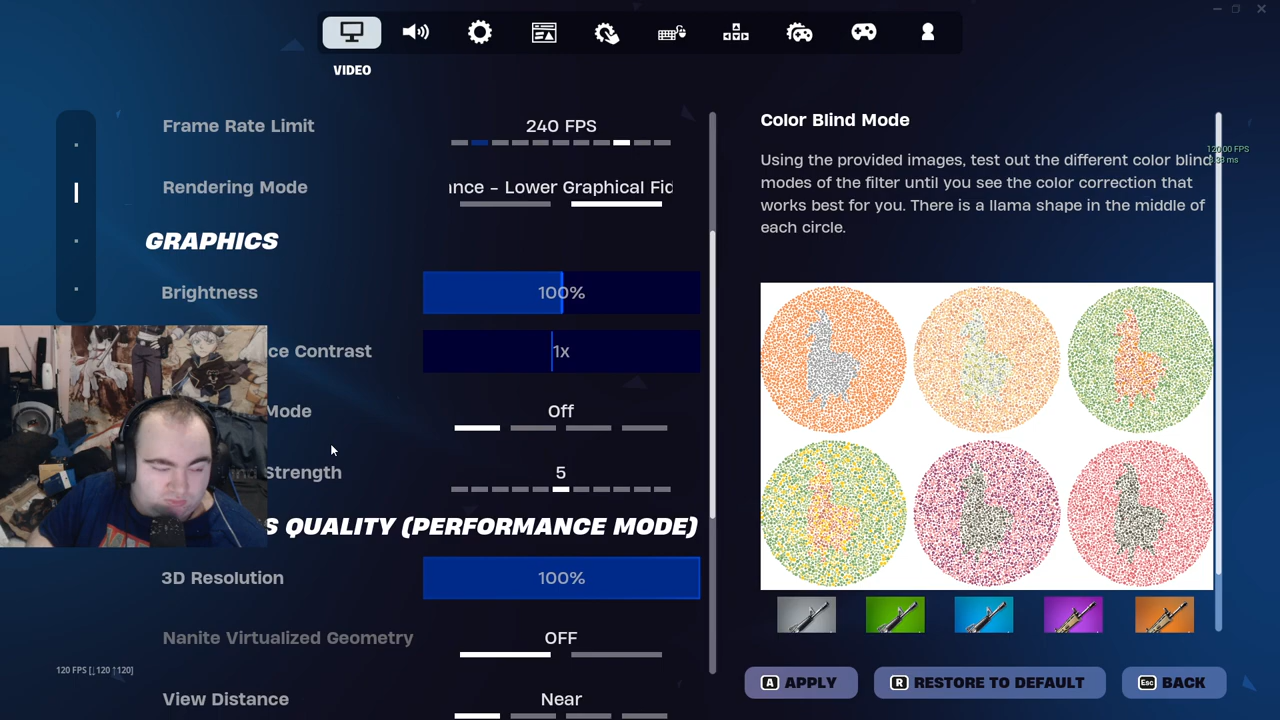 VIDEO
Frame Rate Limit
240 FPS
Rendering Mode
nce - Lower Graphical Fid
GRAPHICS
Brightness
100%
ce Contrast
1x
Mode
Off
nd Strength
5
S QUALITY (PERFORMANCE MODE)
3D Resolution
100%
Nanite Virtualized Geometry
OFF
View Distance
Near
120 FPS [↓120 ↑120]
Color Blind Mode
Using the provided images, test out the different color blind
modes of the filter until you see the color correction that
works best for you. There is a llama shape in the middle of
each circle.
A APPLY
R RESTORE TO DEFAULT
Esc BACK